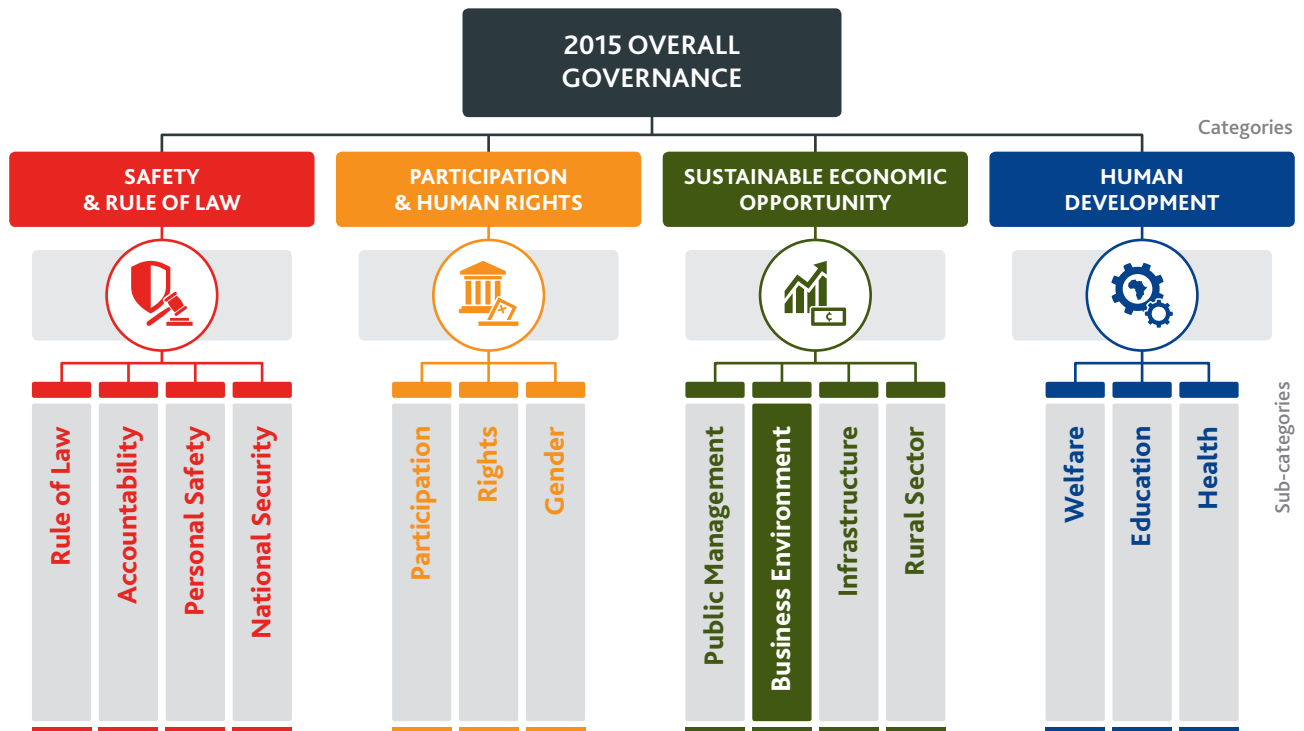 2015 OVERALL
GOVERNANCE
Categories
SAFETY
& RULE OF LAW
PARTICIPATION
& HUMAN RIGHTS
SUSTAINABLE ECONOMIC
OPPORTUNITY
HUMAN
DEVELOPMENT
¢
Rule of Law
Accountability
Personal Safety
National Security
Participation
Rights
Gender
Public Management
Business Environment
Infrastructure
Rural Sector
Welfare
Education
Health
Sub-categories